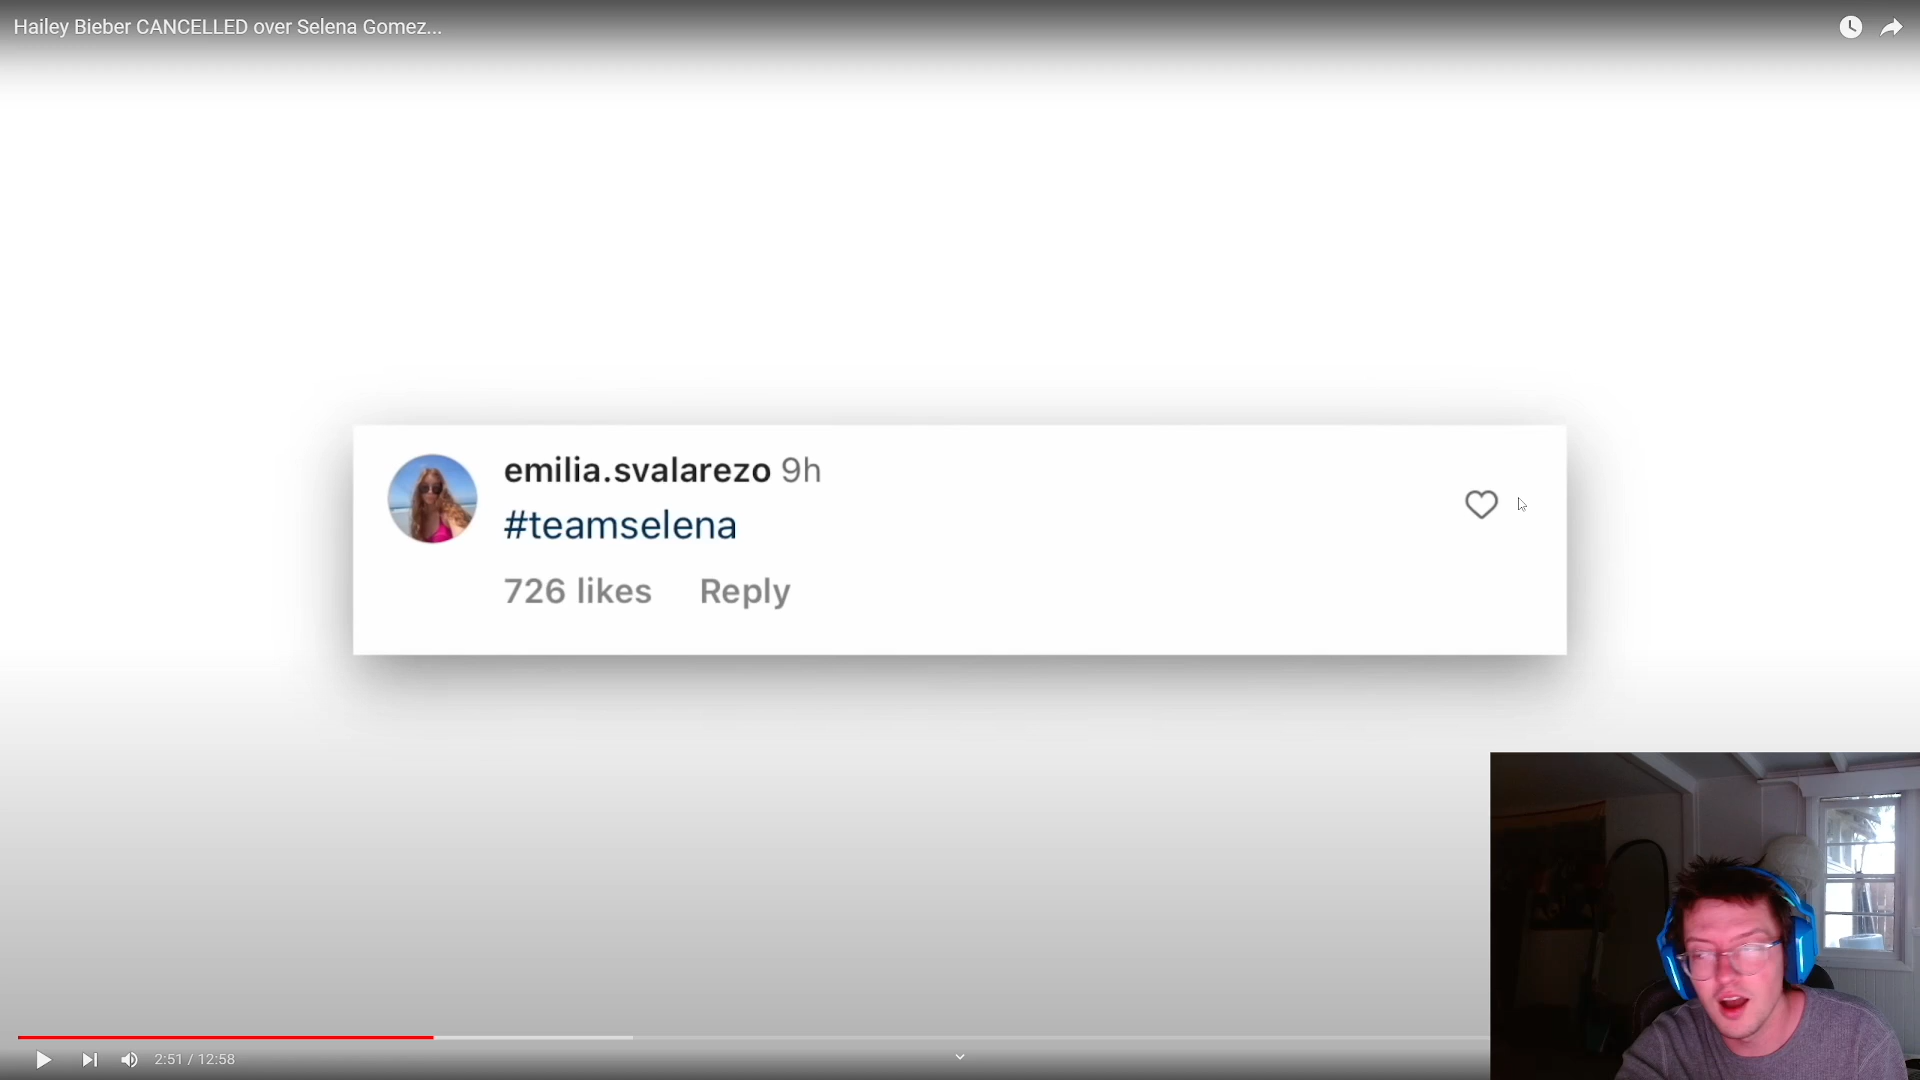 Hailey Bieber CANCELLED over Selena Gomez...
emilia.svalarezo 9h
#teamselena
726 likes Reply
2:51 / 12:58